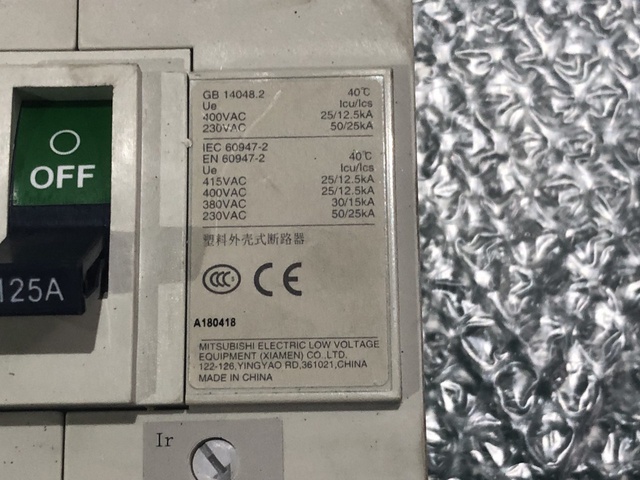 OFF
125A
GB 14048.2 40℃
Ue Icu/Ics
400VAC 25/12.5kA
230VAC 50/25kA
IEC 60947-2
EN 60947-2 40℃
Ue Icu/Ics
415VAC 25/12.5kA
400VAC 25/12.5kA
380VAC 30/15kA
230VAC 50/25kA
塑料外壳式断路器
CCC CE
A180418
MITSUBISHI ELECTRIC LOW VOLTAGE
EQUIPMENT (XIAMEN) CO.,LTD.
122-126,YINGYAO RD,361021,CHINA
MADE IN CHINA
Ir